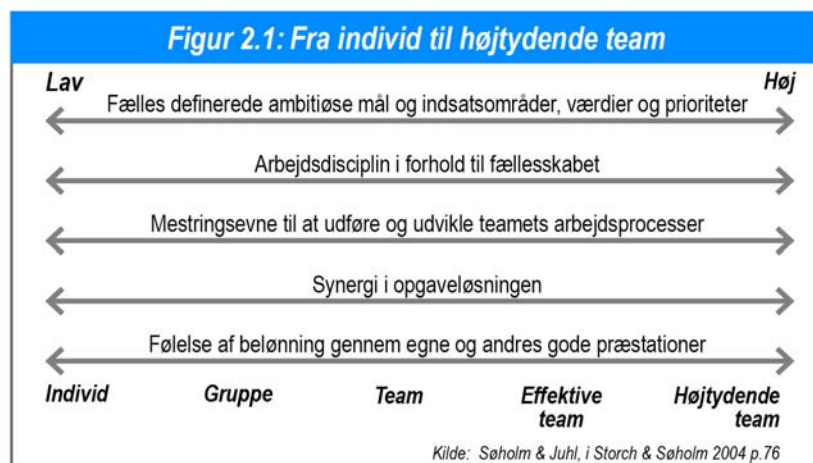 Figur 2.1: Fra individ til højtydende team
Lav Høj
Fælles definerede ambitiøse mål og indsatsområder, værdier og prioriteter
Arbejdsdisciplin i forhold til fællesskabet
Mestringsevne til at udføre og udvikle teamets arbejdsprocesser
Synergi i opgaveløsningen
Følelse af belønning gennem egne og andres gode præstationer
Individ Gruppe Team Effektive Højtydende
team team
Kilde: Søholm & Juhl, i Storch & Søholm 2004 p.76